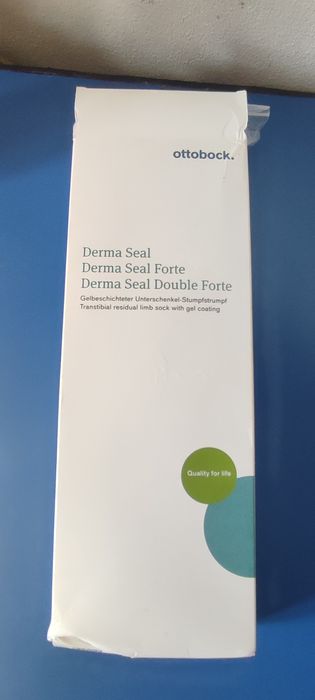 ottobock.
Derma Seal
Derma Seal Forte
Derma Seal Double Forte
Gelbeschichteter Unterschenkel-Stumpfstrumpf
Transtibial residual limb sock with gel coating
Quality for life